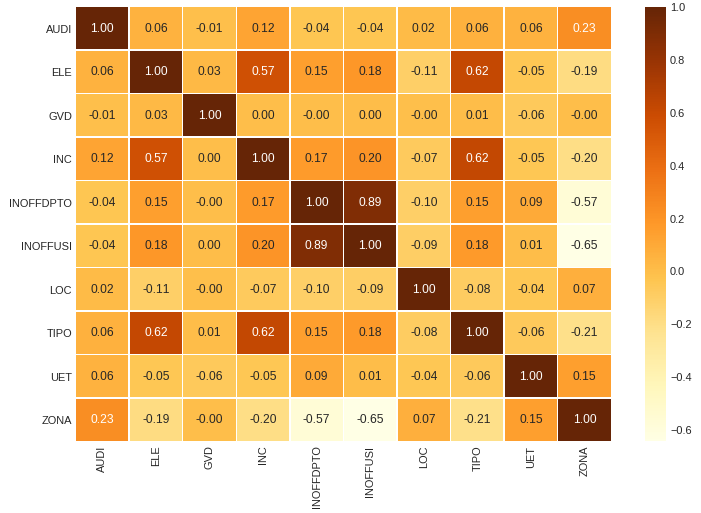 AUDI 1.00 0.06 -0.01 0.12 -0.04 -0.04 0.02 0.06 0.06 0.23
ELE 0.06 1.00 0.03 0.57 0.15 0.18 -0.11 0.62 -0.05 -0.19
GVD -0.01 0.03 1.00 0.00 -0.00 0.00 -0.00 0.01 -0.06 -0.00
INC 0.12 0.57 0.00 1.00 0.17 0.20 -0.07 0.62 -0.05 -0.20
INOFFDPTO -0.04 0.15 -0.00 0.17 1.00 0.89 -0.10 0.15 0.09 -0.57
INOFFUSI -0.04 0.18 0.00 0.20 0.89 1.00 -0.09 0.18 0.01 -0.65
LOC 0.02 -0.11 -0.00 -0.07 -0.10 -0.09 1.00 -0.08 -0.04 0.07
TIPO 0.06 0.62 0.01 0.62 0.15 0.18 -0.08 1.00 -0.06 -0.21
UET 0.06 -0.05 -0.06 -0.05 0.09 0.01 -0.04 -0.06 1.00 0.15
ZONA 0.23 -0.19 -0.00 -0.20 -0.57 -0.65 0.07 -0.21 0.15 1.00
AUDI ELE GVD INC INOFFDPTO INOFFUSI LOC TIPO UET ZONA
1.0
0.8
0.6
0.4
0.2
0.0
−0.2
−0.4
−0.6